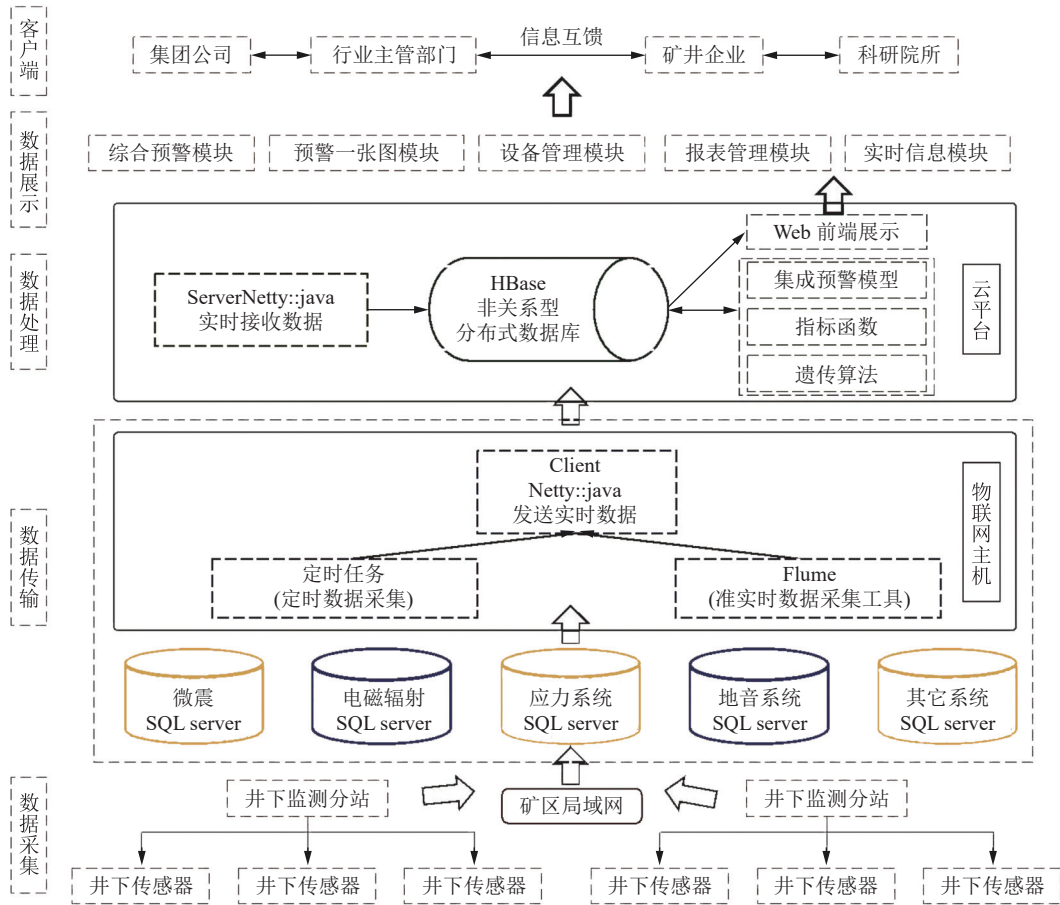 客户端
集团公司
行业主管部门
信息互馈
矿井企业
科研院所
数据展示
综合预警模块
预警一张图模块
设备管理模块
报表管理模块
实时信息模块
数据处理
ServerNetty::java
实时接收数据
HBase
非关系型
分布式数据库
Web 前端展示
集成预警模型
指标函数
遗传算法
云平台
数据传输
Client
Netty::java
发送实时数据
定时任务
(定时数据采集)
Flume
(准实时数据采集工具)
物联网主机
微震
SQL server
电磁辐射
SQL server
应力系统
SQL server
地音系统
SQL server
其它系统
SQL server
数据采集
井下监测分站
矿区局域网
井下监测分站
井下传感器
井下传感器
井下传感器
井下传感器
井下传感器
井下传感器